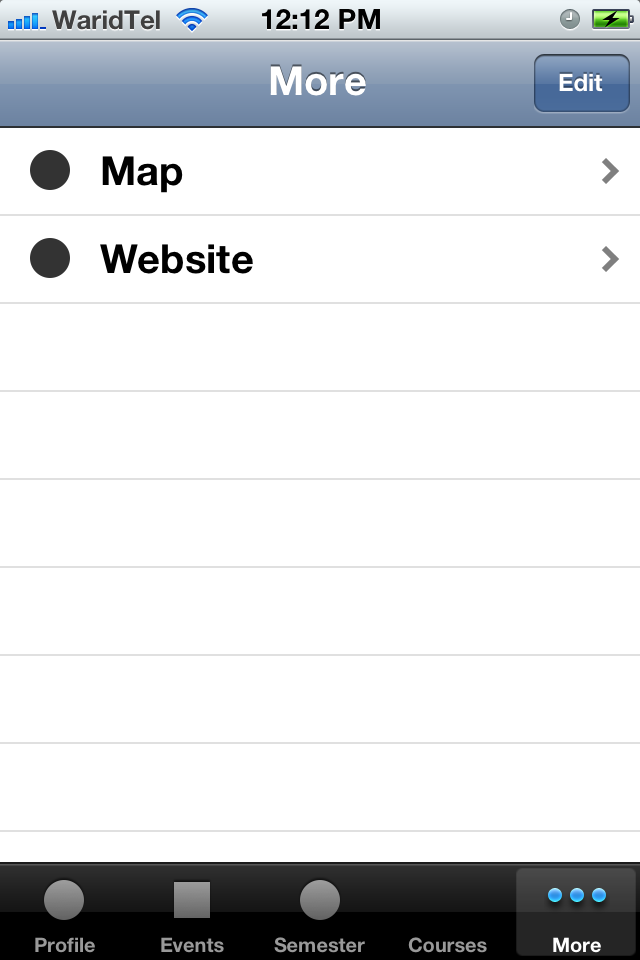 WaridTel 12:12 PM
More Edit
Map
Website
Profile Events Semester Courses More